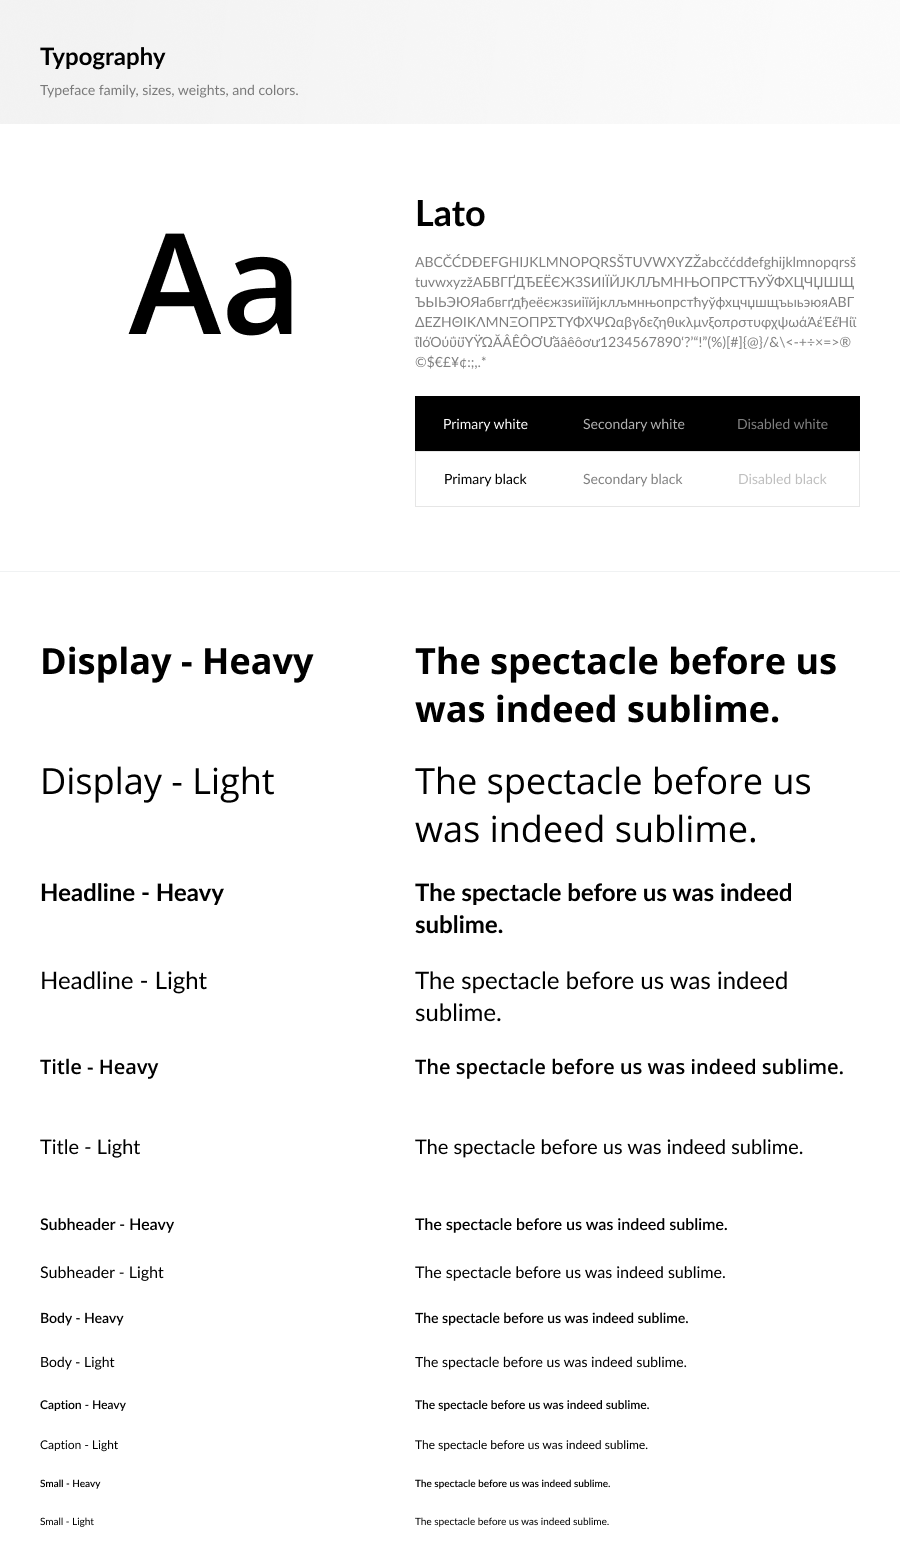 Typography
Typeface family, sizes, weights, and colors.
Aa
Lato
ABCČĆDĐEFGHIJKLMNOPQRSŠTUVWXYZŽabcčćdđefghijklmnopqrsš
tuvwxyzžАБВГҐДЂЕЁЄЖЗЅИІЇЙЈКЛЉМНЊОПРСТЋУЎФХЦЧЏШЩ
ЪЫЬЭЮЯабвгґдђеёєжзѕиіїйјклљмнњопрстћуўфхцчџшщъыьэюяΑΒΓ
ΔΕΖΗΘΙΚΛΜΝΞΟΠΡΣΤΥΦΧΨΩαβγδεζηθικλμνξοπρστυφχψωάΆέΈέΉίϊ
ΐΊόΌύΰϋΎΫΏĂÂÊÔƠƯăâêôơư1234567890‘?’“!”(%)[#]{@}/&\<-+÷×=>®
©$€£¥¢:;,.*
Primary white
Secondary white
Disabled white
Primary black
Secondary black
Disabled black
Display - Heavy
The spectacle before us
was indeed sublime.
Display - Light
The spectacle before us
was indeed sublime.
Headline - Heavy
The spectacle before us was indeed
sublime.
Headline - Light
The spectacle before us was indeed
sublime.
Title - Heavy
The spectacle before us was indeed sublime.
Title - Light
The spectacle before us was indeed sublime.
Subheader - Heavy
The spectacle before us was indeed sublime.
Subheader - Light
The spectacle before us was indeed sublime.
Body - Heavy
The spectacle before us was indeed sublime.
Body - Light
The spectacle before us was indeed sublime.
Caption - Heavy
The spectacle before us was indeed sublime.
Caption - Light
The spectacle before us was indeed sublime.
Small - Heavy
The spectacle before us was indeed sublime.
Small - Light
The spectacle before us was indeed sublime.